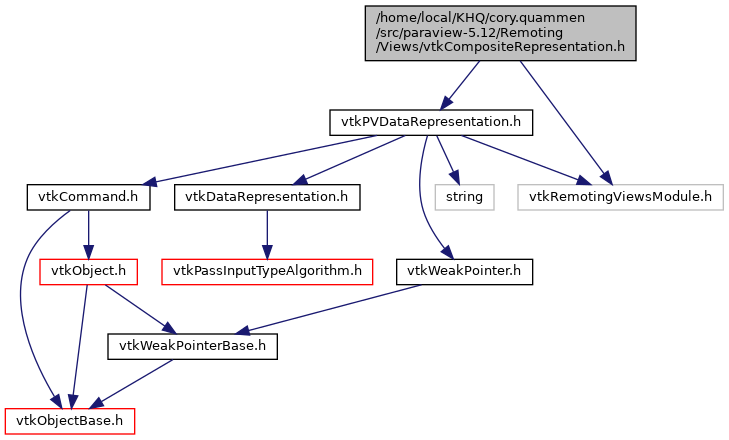 /home/local/KHQ/cory.quammen
/src/paraview-5.12/Remoting
/Views/vtkCompositeRepresentation.h
vtkPVDataRepresentation.h
vtkCommand.h
vtkDataRepresentation.h
string
vtkRemotingViewsModule.h
vtkObject.h
vtkPassInputTypeAlgorithm.h
vtkWeakPointer.h
vtkWeakPointerBase.h
vtkObjectBase.h